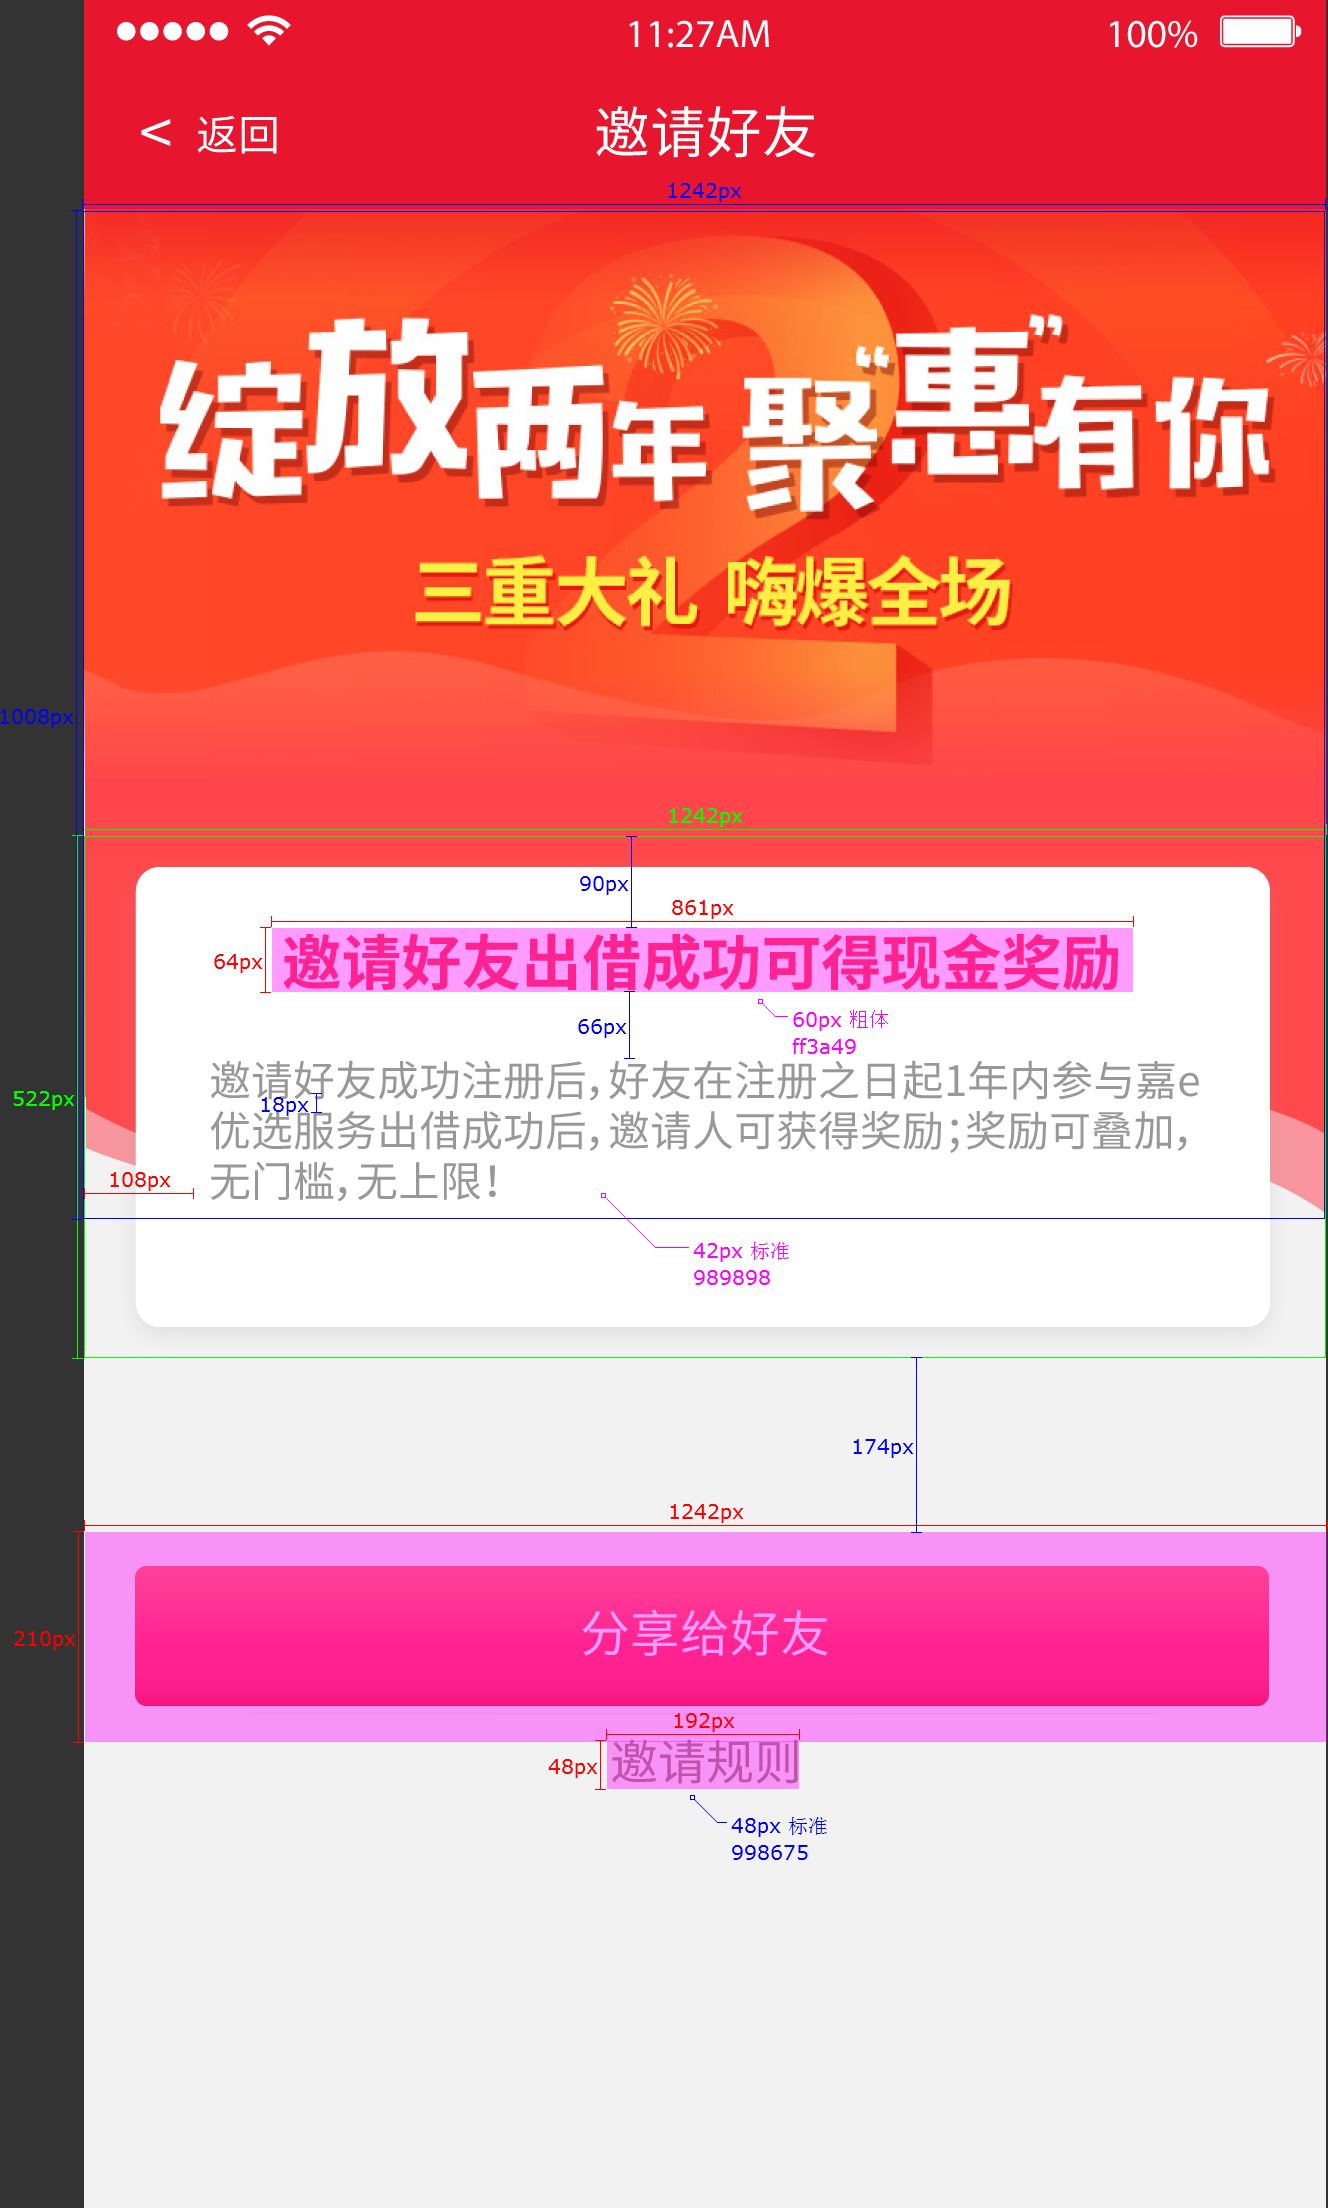 11:27AM
100%
< 返回
邀请好友
1242px
绽放两年 聚“惠”有你
三重大礼 嗨爆全场
1008px
1242px
90px
861px
64px
邀请好友出借成功可得现金奖励
60px 粗体
ff3a49
66px
邀请好友成功注册后，好友在注册之日起1年内参与嘉e
522px
18px
优选服务出借成功后，邀请人可获得奖励；奖励可叠加，
108px
无门槛，无上限！
42px 标准
989898
174px
1242px
210px
分享给好友
192px
48px
邀请规则
48px 标准
998675